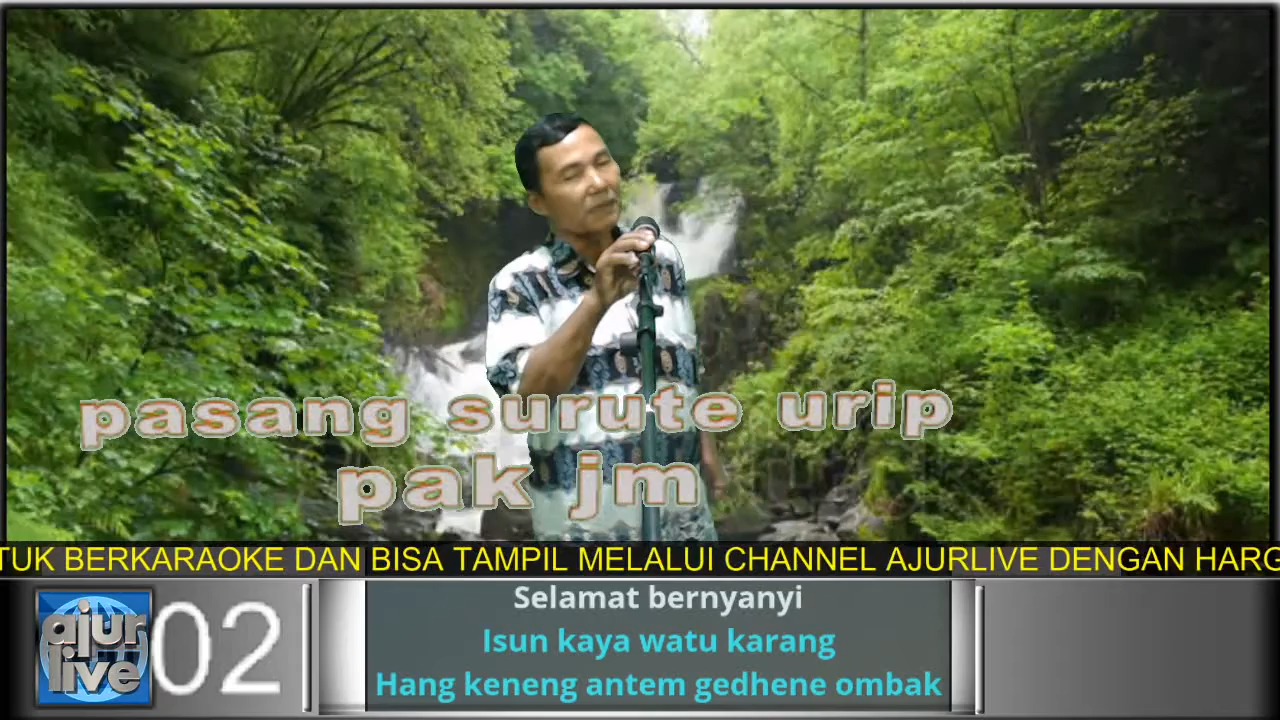 pasang surute urip
pak jm
TUK BERKARAOKE DAN BISA TAMPIL MELALUI CHANNEL AJURLIVE DENGAN HARG
ajur
live
02
Selamat bernyanyi
Isun kaya watu karang
Hang keneng antem gedhene ombak